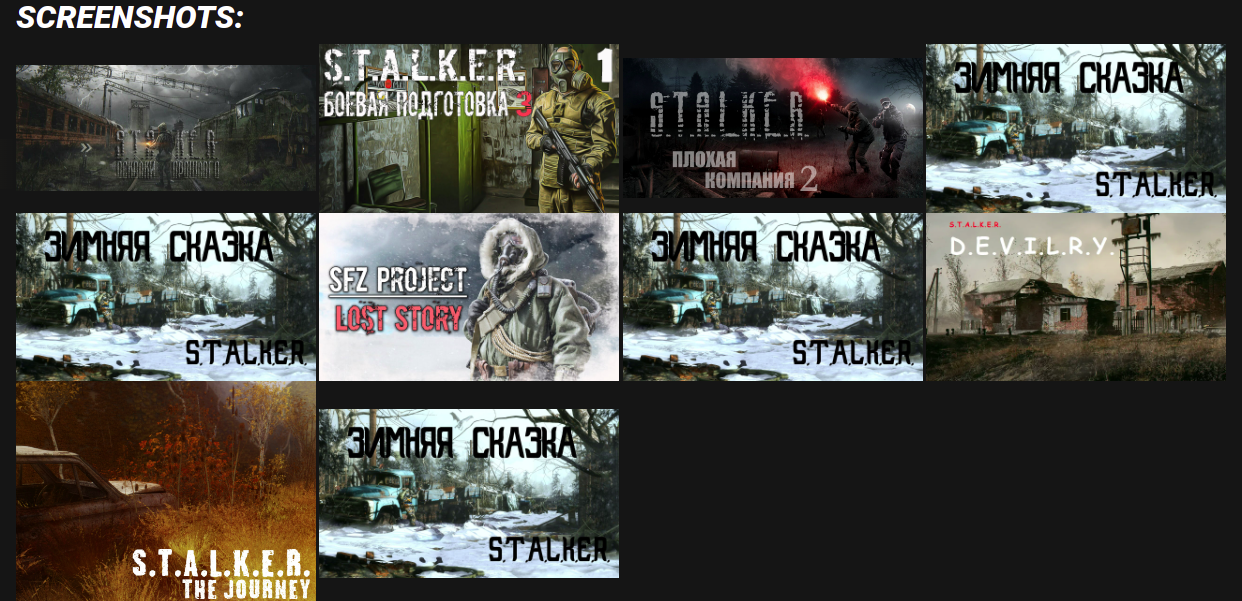 SCREENSHOTS:
»
S.T.A.L.K.E.R.
S.T.A.L.K.E.R.
БОЕВАЯ ПОДГОТОВКА 3
1
S.T.A.L.K.E.R
ПЛОХАЯ
КОМПАНИЯ 2
ЗИМНЯЯ СКАЗКА
S.T.A.L.K.E.R.
ЗИМНЯЯ СКАЗКА
S.T.A.L.K.E.R.
SFZ PROJECT
LOST STORY
ЗИМНЯЯ СКАЗКА
S.T.A.L.K.E.R.
S.T.A.L.K.E.R.
D.E.V.I.L.R.Y.
S.T.A.L.K.E.R.
THE JOURNEY
ЗИМНЯЯ СКАЗКА
S.T.A.L.K.E.R.